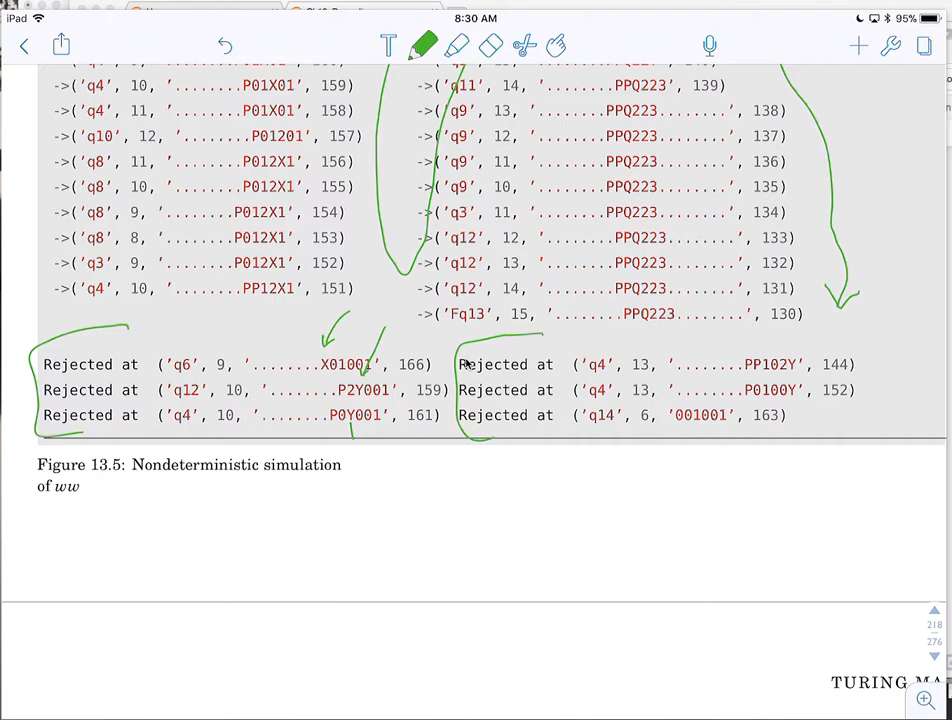 iPad 8:30 AM 95%
->('q4', 10, '........P01X01', 159)
->('q4', 11, '........P01X01', 158)
->('q10', 12, '........P01201', 157)
->('q8', 11, '........P012X1', 156)
->('q8', 10, '........P012X1', 155)
->('q8', 9, '........P012X1', 154)
->('q8', 8, '........P012X1', 153)
->('q3', 9, '........P012X1', 152)
->('q4', 10, '........PP12X1', 151)
->('q11', 14, '........PPQ223', 139)
->('q9', 13, '........PPQ223........', 138)
->('q9', 12, '........PPQ223........', 137)
->('q9', 11, '........PPQ223........', 136)
->('q9', 10, '........PPQ223........', 135)
->('q3', 11, '........PPQ223........', 134)
->('q12', 12, '........PPQ223........', 133)
->('q12', 13, '........PPQ223........', 132)
->('q12', 14, '........PPQ223........', 131)
->('Fq13', 15, '........PPQ223........', 130)
Rejected at ('q6', 9, '........X01001', 166)
Rejected at ('q12', 10, '........P2Y001', 159)
Rejected at ('q4', 10, '........P0Y001', 161)
Rejected at ('q4', 13, '........PP102Y', 144)
Rejected at ('q4', 13, '........P0100Y', 152)
Rejected at ('q14', 6, '001001', 163)
Figure 13.5: Nondeterministic simulation
of ww
218
276
TURING MA